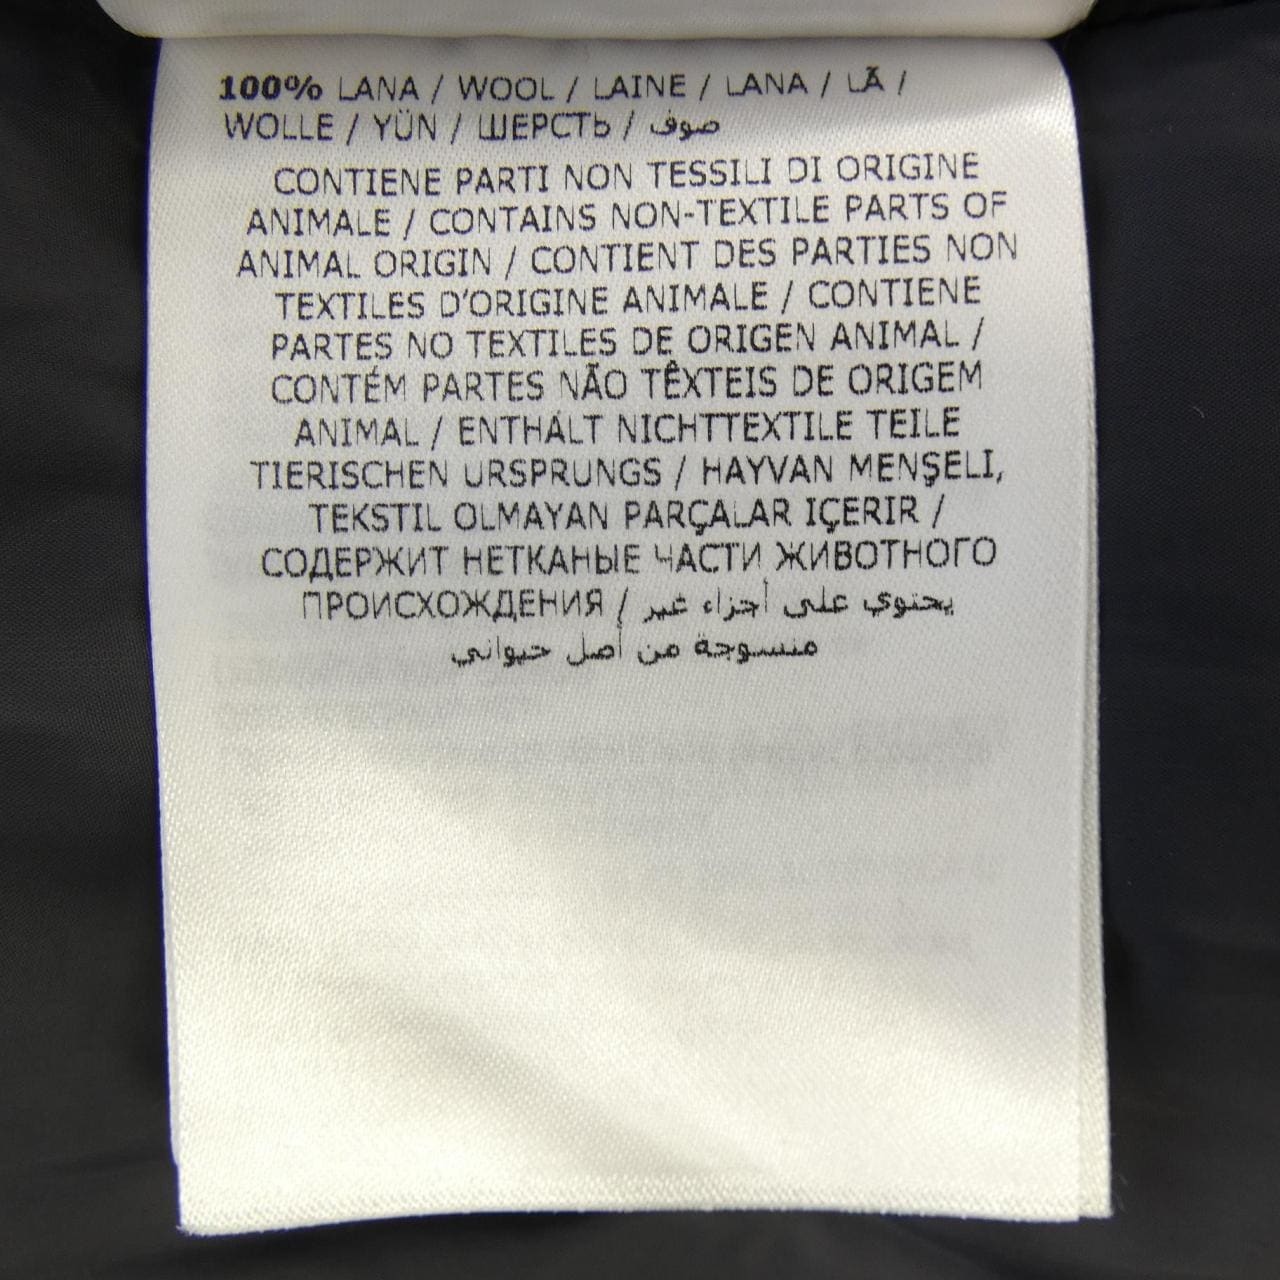 100% LANA / WOOL / LAINE / LANA / LÃ /
WOLLE / YÜN / ШЕРСТЬ / صوف
CONTIENE PARTI NON TESSILI DI ORIGINE
ANIMALE / CONTAINS NON-TEXTILE PARTS OF
ANIMAL ORIGIN / CONTIENT DES PARTIES NON
TEXTILES D'ORIGINE ANIMALE / CONTIENE
PARTES NO TEXTILES DE ORIGEN ANIMAL /
CONTÉM PARTES NÃO TÊXTEIS DE ORIGEM
ANIMAL / ENTHÄLT NICHTTEXTILE TEILE
TIERISCHEN URSPRUNGS / HAYVAN MENŞELI,
TEKSTIL OLMAYAN PARÇALAR IÇERIR /
СОДЕРЖИТ НЕТКАНЫЕ ЧАСТИ ЖИВОТНОГО
ПРОИСХОЖДЕНИЯ / يحتوي على أجزاء غير
منسوجة من أصل حيواني